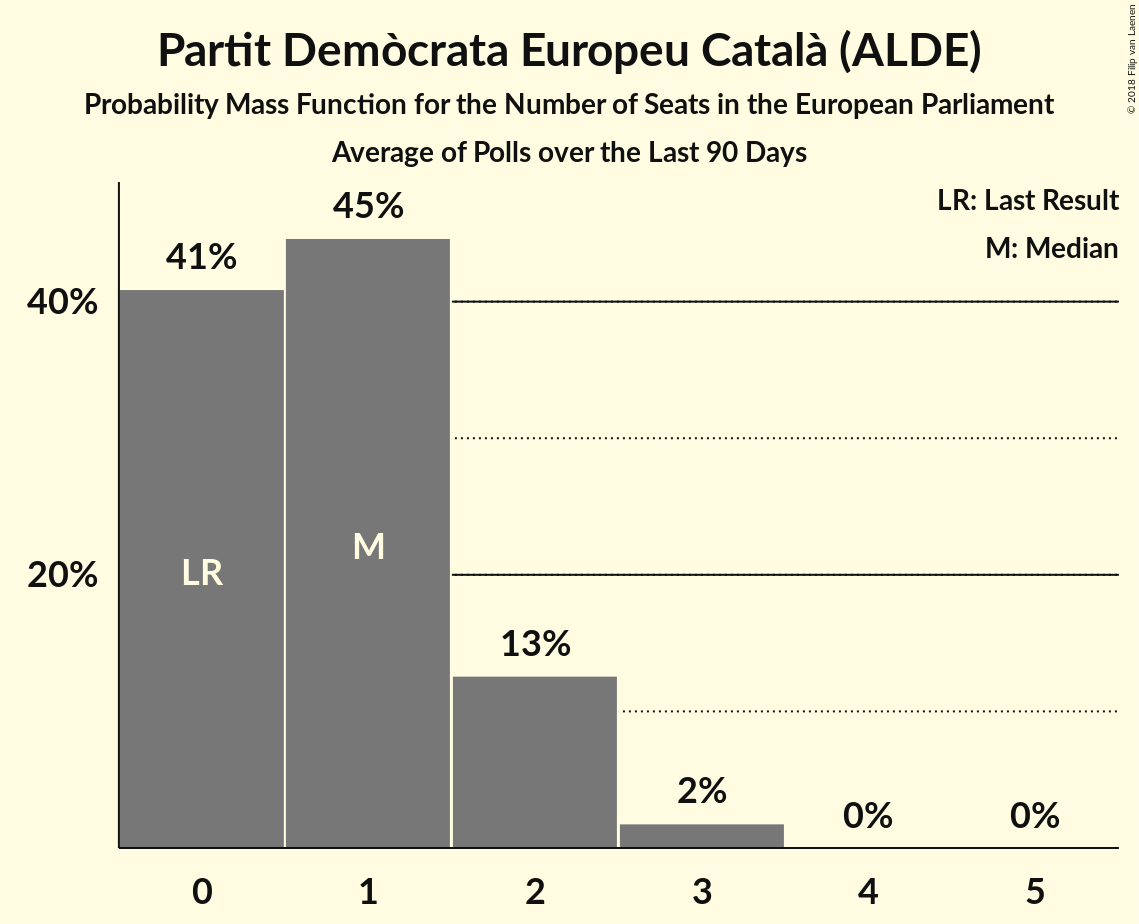 Partit Demòcrata Europeu Català (ALDE)
Probability Mass Function for the Number of Seats in the European Parliament
Average of Polls over the Last 90 Days
© 2018 Filip van Laenen
LR: Last Result
M: Median
45%
41%
40%
M
LR
20%
13%
2%
0%
0%
0
1
2
3
4
5